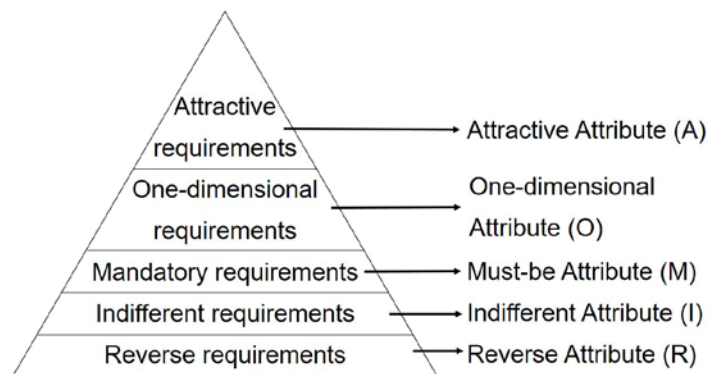 Attractive
requirements
Attractive Attribute (A)
One-dimensional
requirements
One-dimensional
Attribute (O)
Mandatory requirements
Must-be Attribute (M)
Indifferent requirements
Indifferent Attribute (I)
Reverse requirements
Reverse Attribute (R)